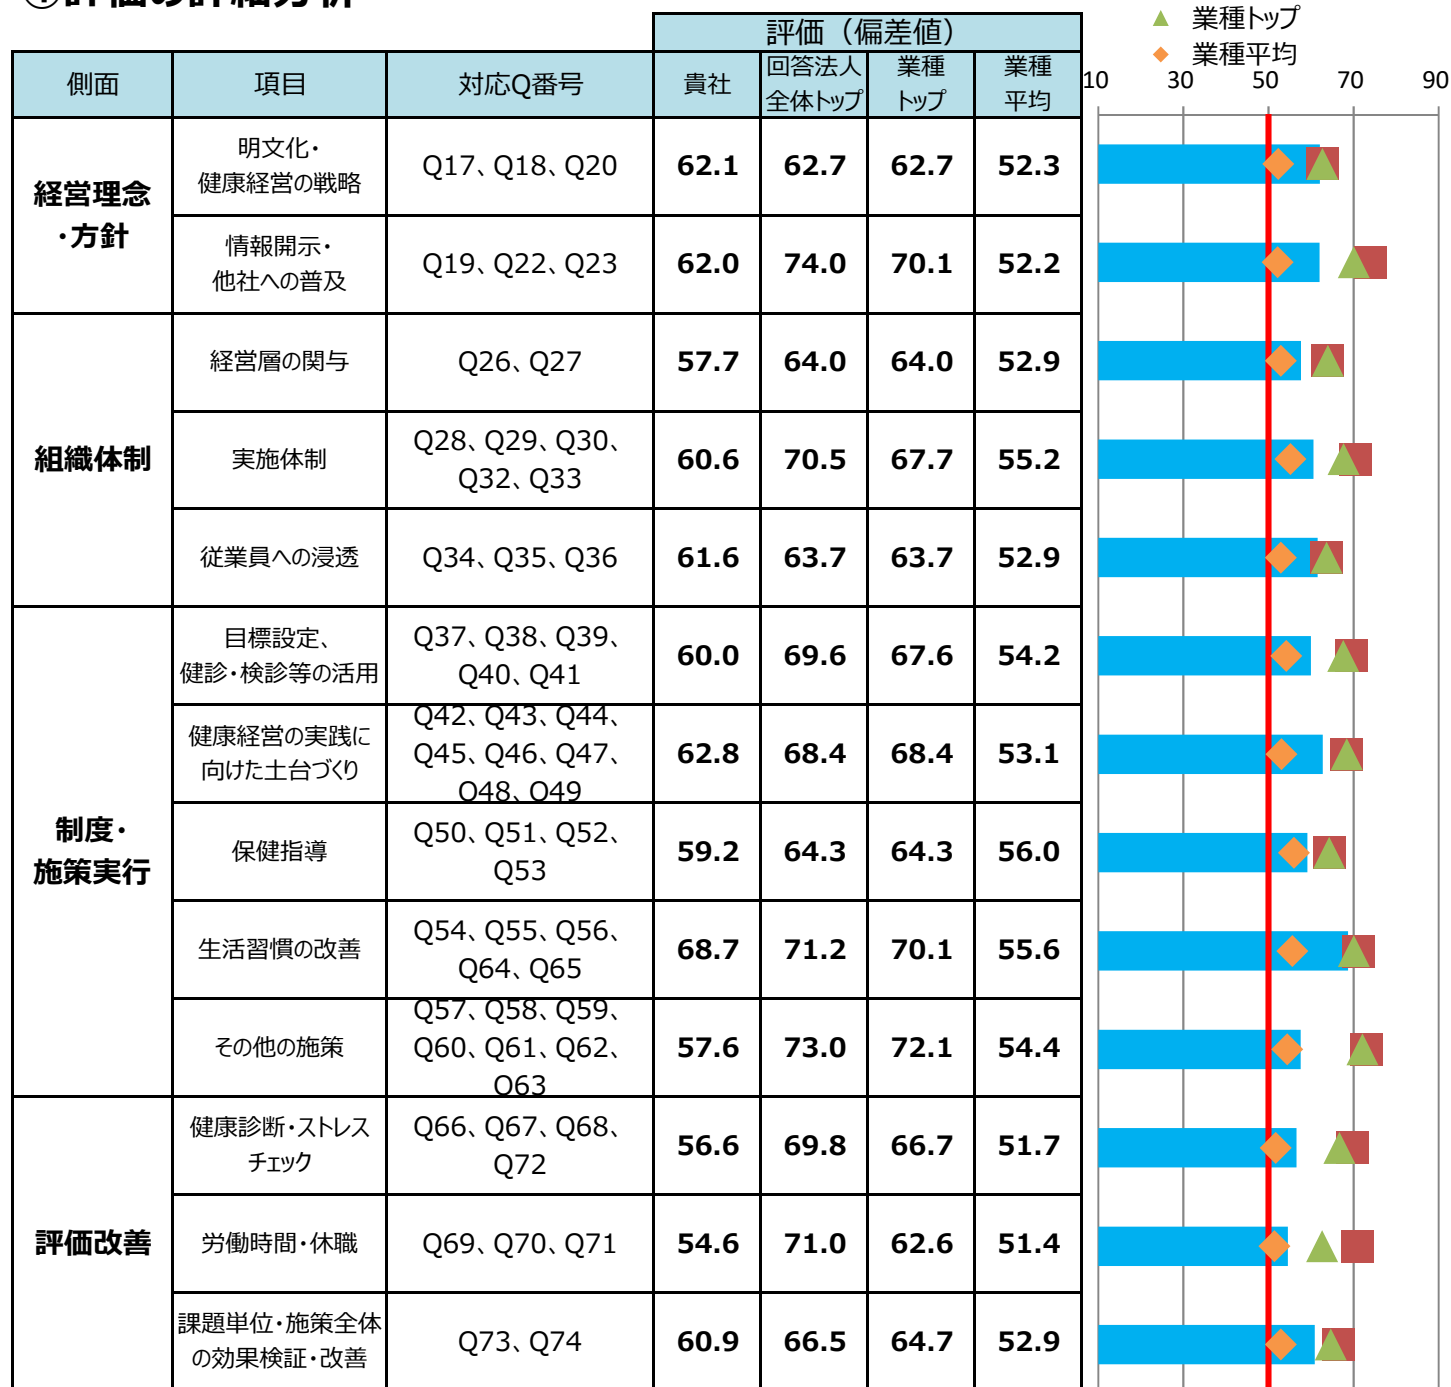 ①評価の詳細分析
▲ 業種トップ
◆ 業種平均
評価（偏差値）
側面 項目 対応Q番号 貴社 回答法人 業種 業種
全体トップ トップ 平均
10 30 50 70 90
経営理念
・方針
明文化・
健康経営の戦略
Q17、Q18、Q20 62.1 62.7 62.7 52.3
情報開示・
他社への普及
Q19、Q22、Q23 62.0 74.0 70.1 52.2
組織体制
経営層の関与 Q26、Q27 57.7 64.0 64.0 52.9
実施体制
Q28、Q29、Q30、
Q32、Q33
60.6 70.5 67.7 55.2
従業員への浸透 Q34、Q35、Q36 61.6 63.7 63.7 52.9
制度・
施策実行
目標設定、
健診・検診等の活用
Q37、Q38、Q39、
Q40、Q41
60.0 69.6 67.6 54.2
健康経営の実践に
向けた土台づくり
Q42、Q43、Q44、
Q45、Q46、Q47、
Q48、Q49
62.8 68.4 68.4 53.1
保健指導
Q50、Q51、Q52、
Q53
59.2 64.3 64.3 56.0
生活習慣の改善
Q54、Q55、Q56、
Q64、Q65
68.7 71.2 70.1 55.6
その他の施策
Q57、Q58、Q59、
Q60、Q61、Q62、
Q63
57.6 73.0 72.1 54.4
評価改善
健康診断・ストレス
チェック
Q66、Q67、Q68、
Q72
56.6 69.8 66.7 51.7
労働時間・休職 Q69、Q70、Q71 54.6 71.0 62.6 51.4
課題単位・施策全体
の効果検証・改善
Q73、Q74 60.9 66.5 64.7 52.9